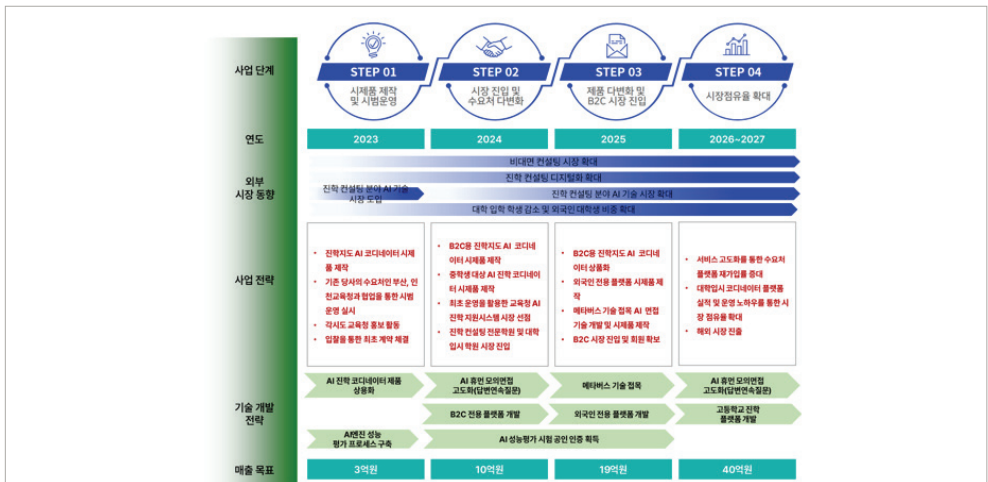 사업 단계
STEP 01
시제품 제작
및 시범운영
STEP 02
시장 진입 및
수요처 다변화
STEP 03
제품 다변화 및
B2C 시장 진입
STEP 04
시장점유율 확대
연도
2023
2024
2025
2026~2027
외부
시장 동향
비대면 컨설팅 시장 확대
진학 컨설팅 디지털화 확대
진학 컨설팅 분야 AI 기술
시장 도입
진학 컨설팅 분야 AI 기술 시장 확대
대학 입학 학생 감소 및 외국인 대학생 비중 확대
사업 전략
• 진학지도 AI 코디네이터 시제
품 제작
• 기존 당사의 수요처인 부산, 인
천교육청과 협업을 통한 시범
운영 실시
• 각시도 교육청 홍보 활동
• 입찰을 통한 최초 계약 체결
• B2C용 진학지도 AI 코디네
이터 시제품 제작
• 중학생 대상 AI 진학 코디네이
터 시제품 제작
• 최초 운영을 활용한 교육청 AI
진학 지원시스템 시장 선점
• 진학 컨설팅 전문학원 및 대학
입시 학원 시장 진입
• B2C용 진학지도 AI 코디네
이터 상품화
• 외국인 전용 플랫폼 시제품 제
작
• 메타버스 기술 접목 AI 면접
기술 개발 및 시제품 제작
• B2C 시장 진입 및 회원 확보
• 서비스 고도화를 통한 수요처
플랫폼 재가입률 증대
• 대학입시 코디네이터 플랫폼
실적 및 운영 노하우를 통한 시
장 점유율 확대
• 해외 시장 진출
기술 개발
전략
AI 진학 코디네이터 제품
상용화
AI 휴먼 모의면접
고도화(답변연속질문)
메타버스 기술 접목
AI 휴먼 모의면접
고도화(답변연속질문)
B2C 전용 플랫폼 개발
외국인 전용 플랫폼 개발
고등학교 진학
플랫폼 개발
AI엔진 성능
평가 프로세스 구축
AI 성능평가 시험 공인 인증 획득
매출 목표
3억원
10억원
19억원
40억원